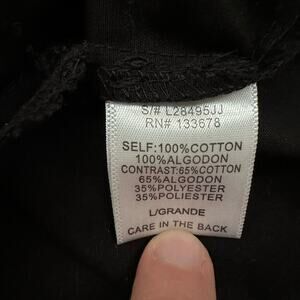 S/# L28495JJ
RN# 133678
SELF:100%COTTON
100%ALGODON
CONTRAST:65%COTTON
65%ALGODON
35%POLYESTER
35%POLIESTER
L/GRANDE
CARE IN THE BACK